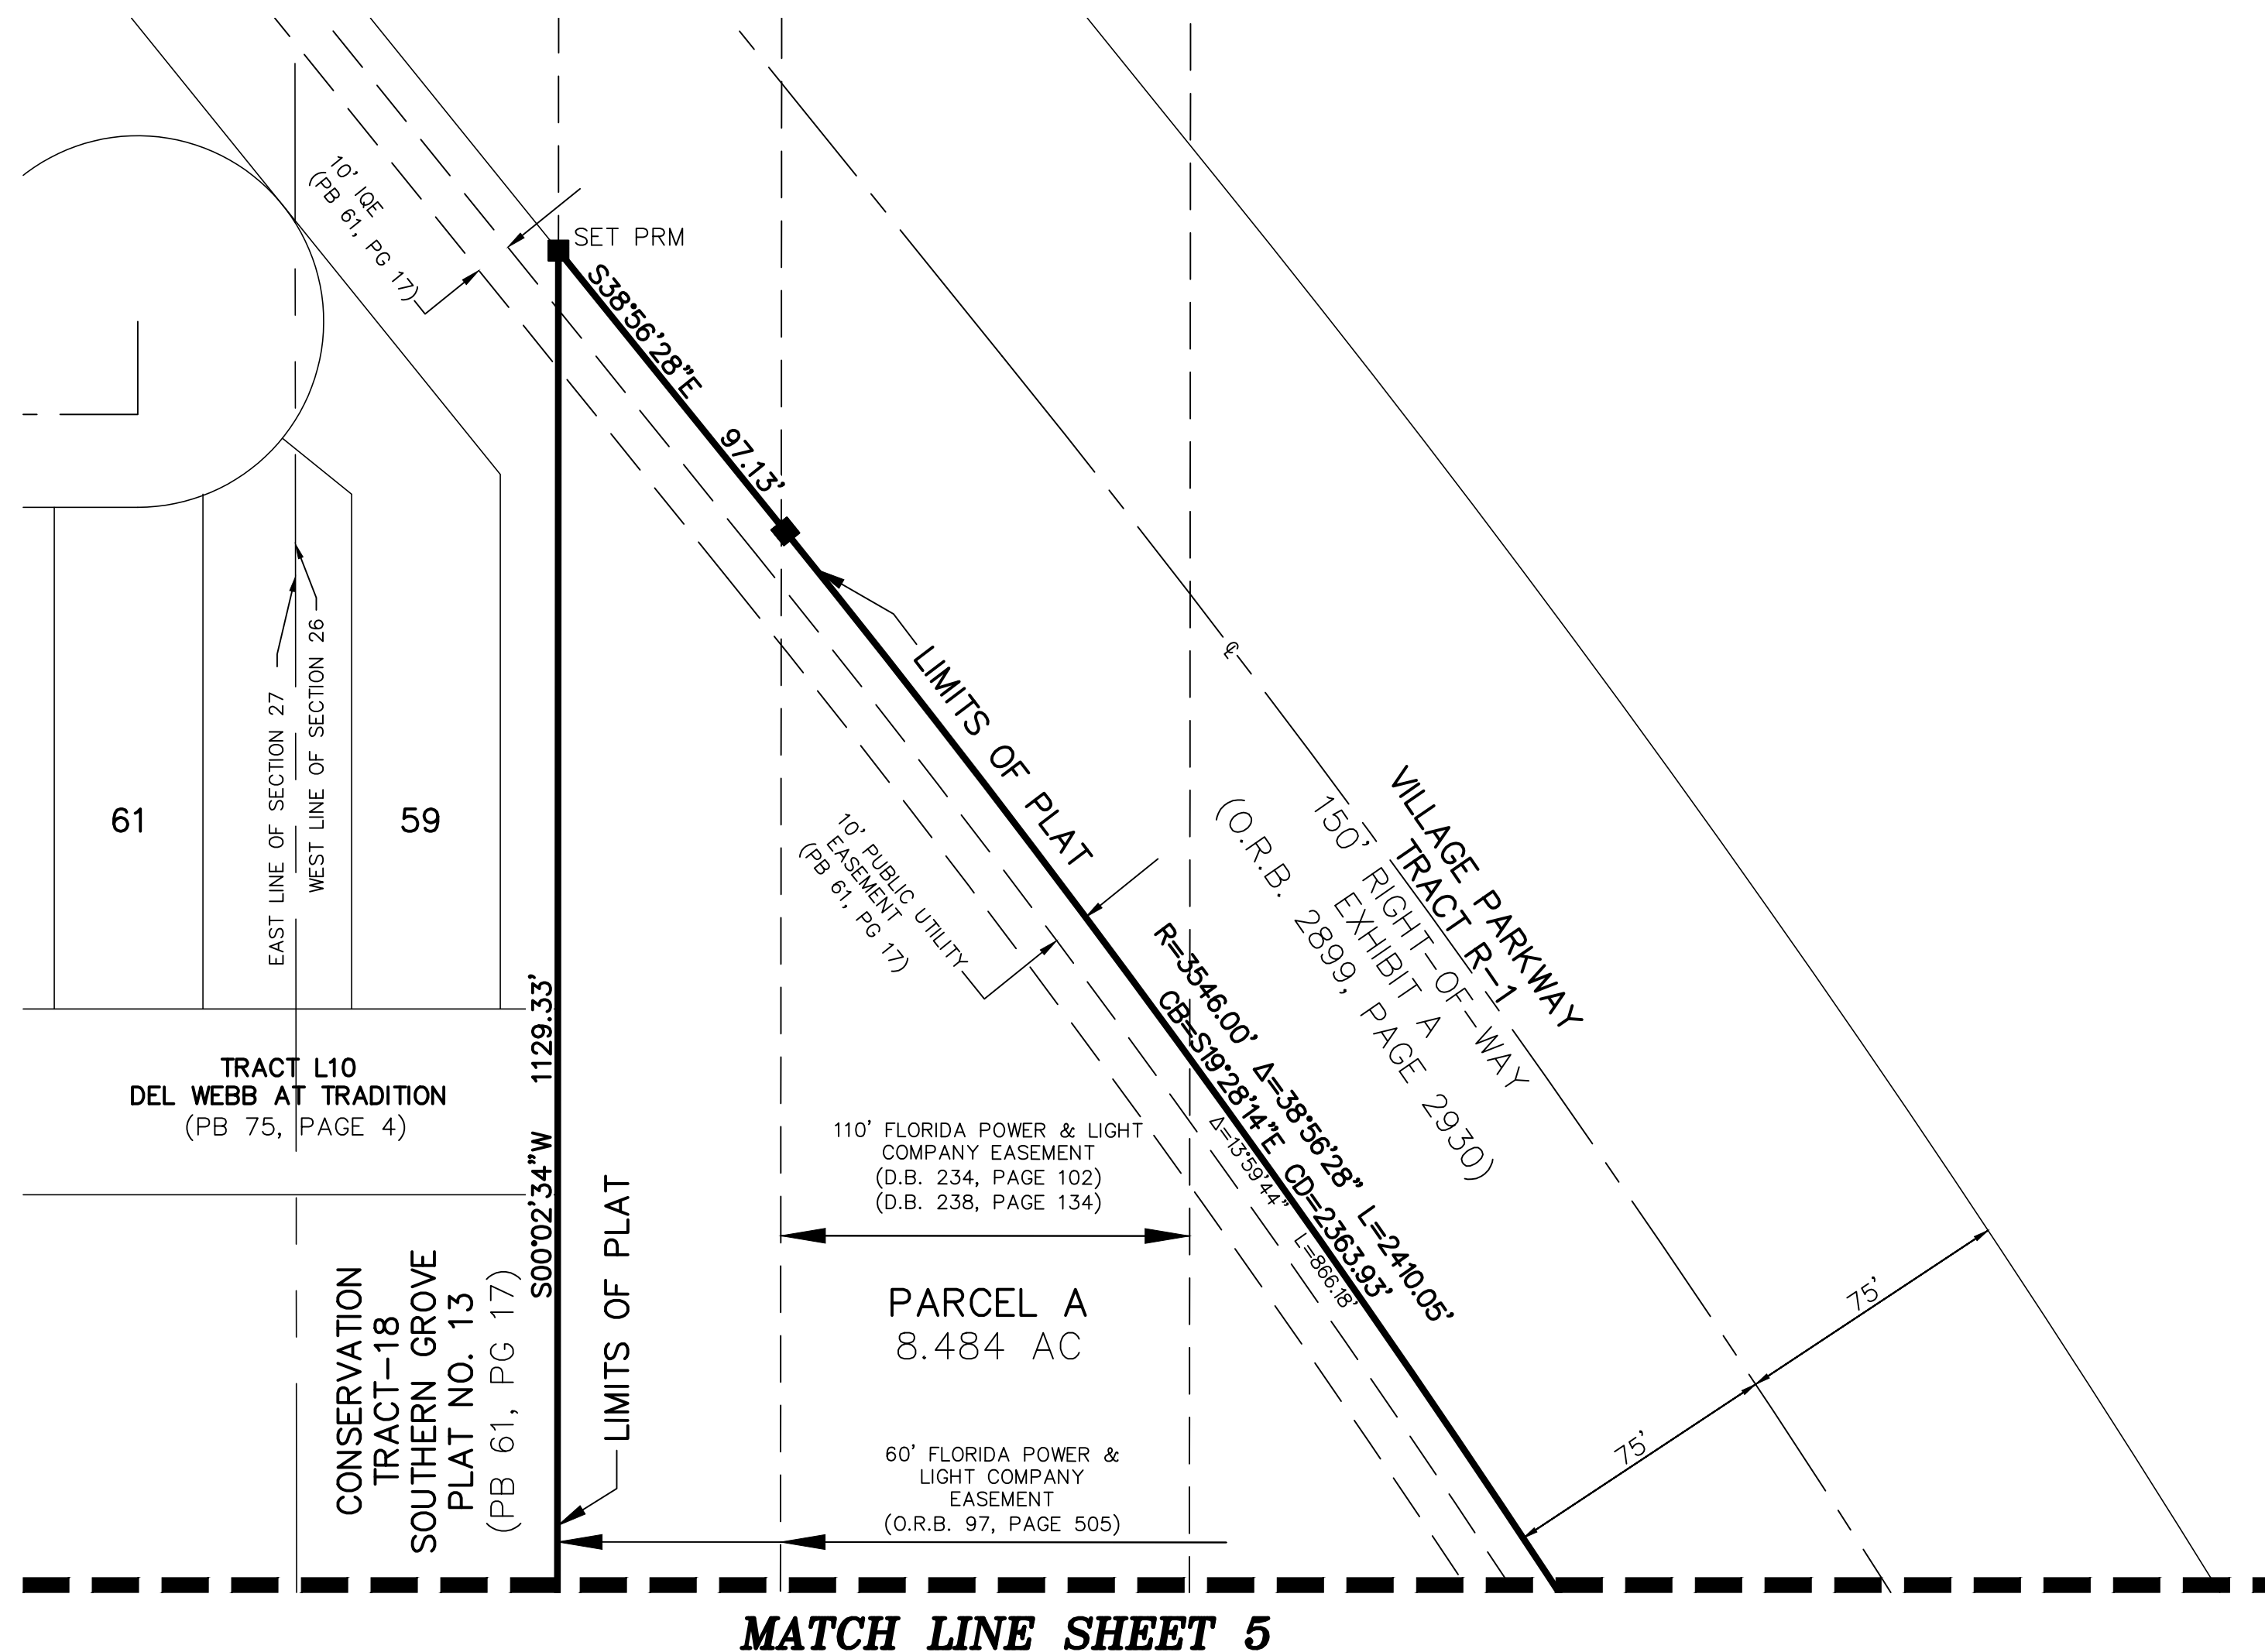 10' IQE
(PB 61, PG 17)
SET PRM
S38°56'28"E 97.13'
EAST LINE OF SECTION 27
WEST LINE OF SECTION 26
61
59
LIMITS OF PLAT
℄
VILLAGE PARKWAY
TRACT R-1
150' RIGHT-OF-WAY
EXHIBIT A
(O.R.B. 2899, PAGE 2930)
10' PUBLIC UTILITY
EASEMENT
(PB 61, PG 17)
R=3546.00' Δ=38°56'28" L=2410.05'
CB=S19°28'14"E CD=2363.93'
Δ=13°59'44" L=866.18'
TRACT L10
DEL WEBB AT TRADITION
(PB 75, PAGE 4)
S00°02'34"W 1129.33'
110' FLORIDA POWER & LIGHT
COMPANY EASEMENT
(D.B. 234, PAGE 102)
(D.B. 238, PAGE 134)
CONSERVATION
TRACT-18
SOUTHERN GROVE
PLAT NO. 13
(PB 61, PG 17)
LIMITS OF PLAT
PARCEL A
8.484 AC
75'
75'
60' FLORIDA POWER &
LIGHT COMPANY
EASEMENT
(O.R.B. 97, PAGE 505)
MATCH LINE SHEET 5